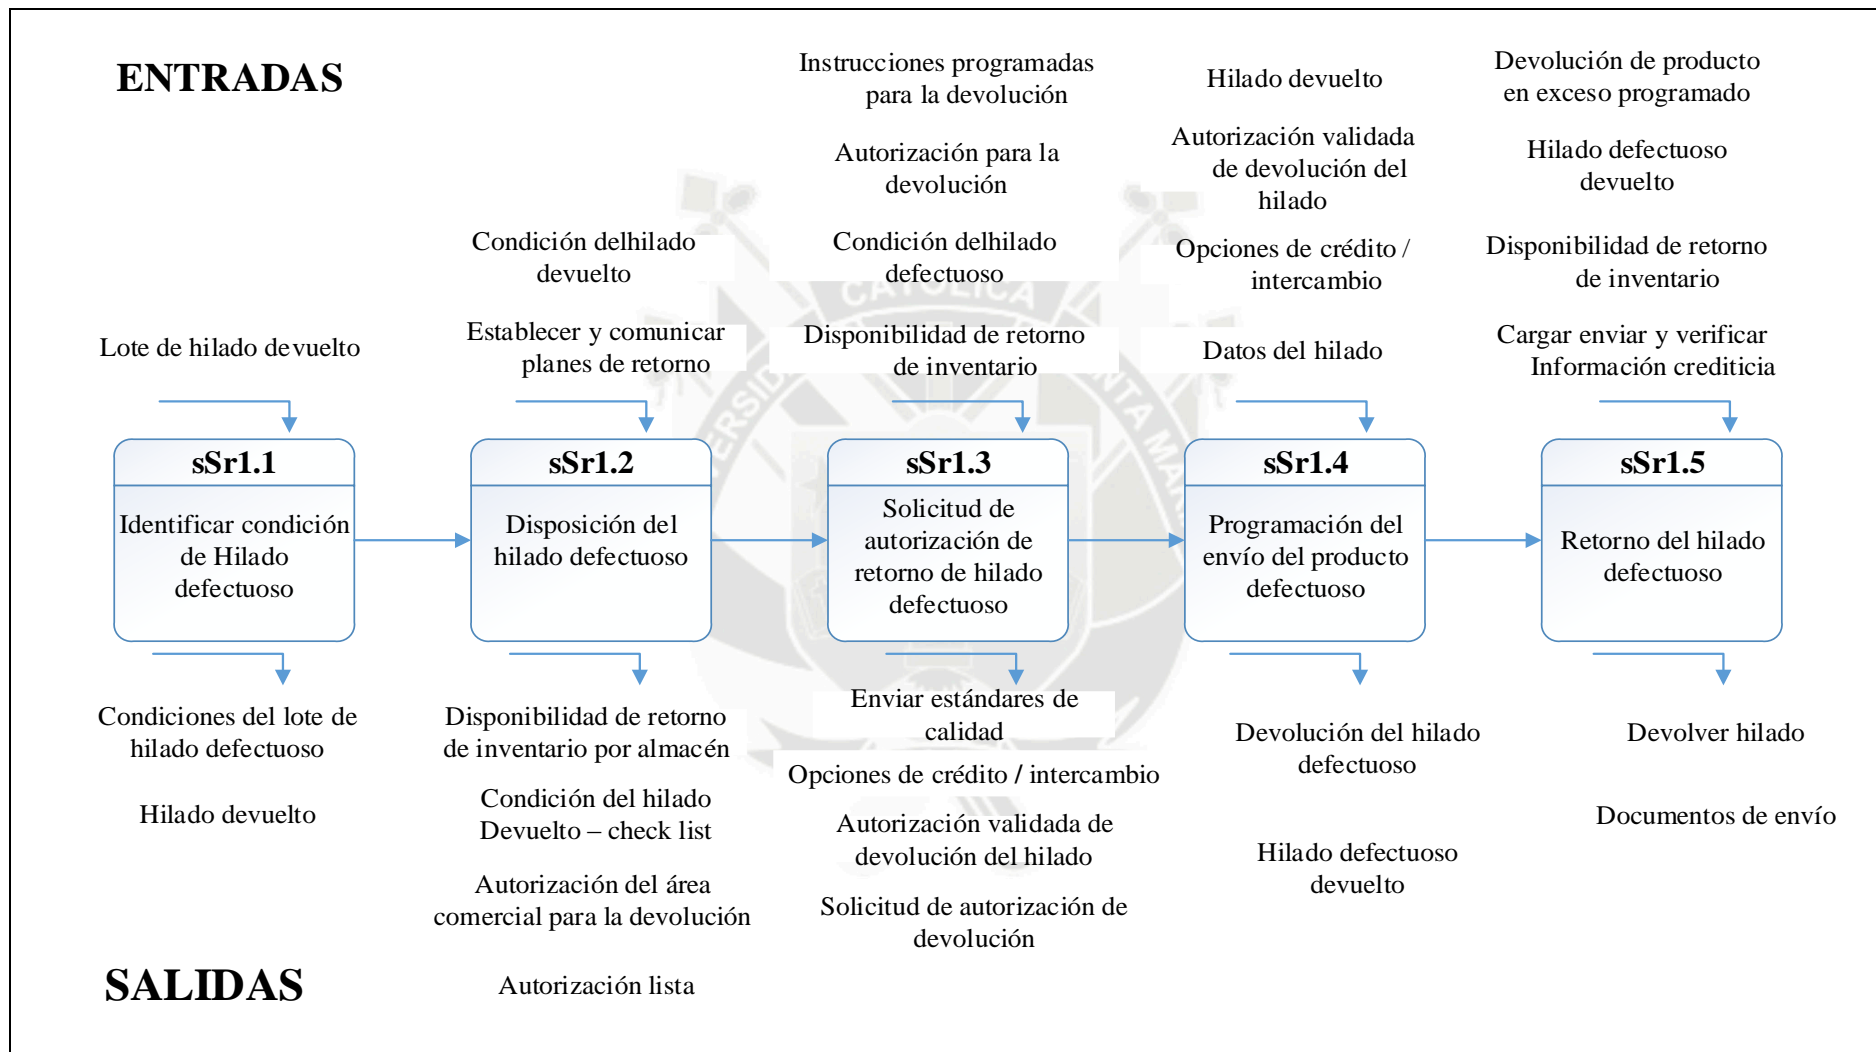 ENTRADAS
Lote de hilado devuelto
sSr1.1
Identificar condición
de Hilado
defectuoso
Condiciones del lote de
hilado defectuoso
Hilado devuelto
Condición delhilado
devuelto
Establecer y comunicar
planes de retorno
sSr1.2
Disposición del
hilado defectuoso
Disponibilidad de retorno
de inventario por almacén
Condición del hilado
Devuelto – check list
Autorización del área
comercial para la devolución
Autorización lista
Instrucciones programadas
para la devolución
Autorización para la
devolución
Condición delhilado
defectuoso
Disponibilidad de retorno
de inventario
sSr1.3
Solicitud de
autorización de
retorno de hilado
defectuoso
Enviar estándares de
calidad
Opciones de crédito / intercambio
Autorización validada de
devolución del hilado
Solicitud de autorización de
devolución
Hilado devuelto
Autorización validada
de devolución del
hilado
Opciones de crédito /
intercambio
Datos del hilado
sSr1.4
Programación del
envío del producto
defectuoso
Devolución del hilado
defectuoso
Hilado defectuoso
devuelto
Devolución de producto
en exceso programado
Hilado defectuoso
devuelto
Disponibilidad de retorno
de inventario
Cargar enviar y verificar
Información crediticia
sSr1.5
Retorno del hilado
defectuoso
Devolver hilado
Documentos de envío
SALIDAS
CATOLICA